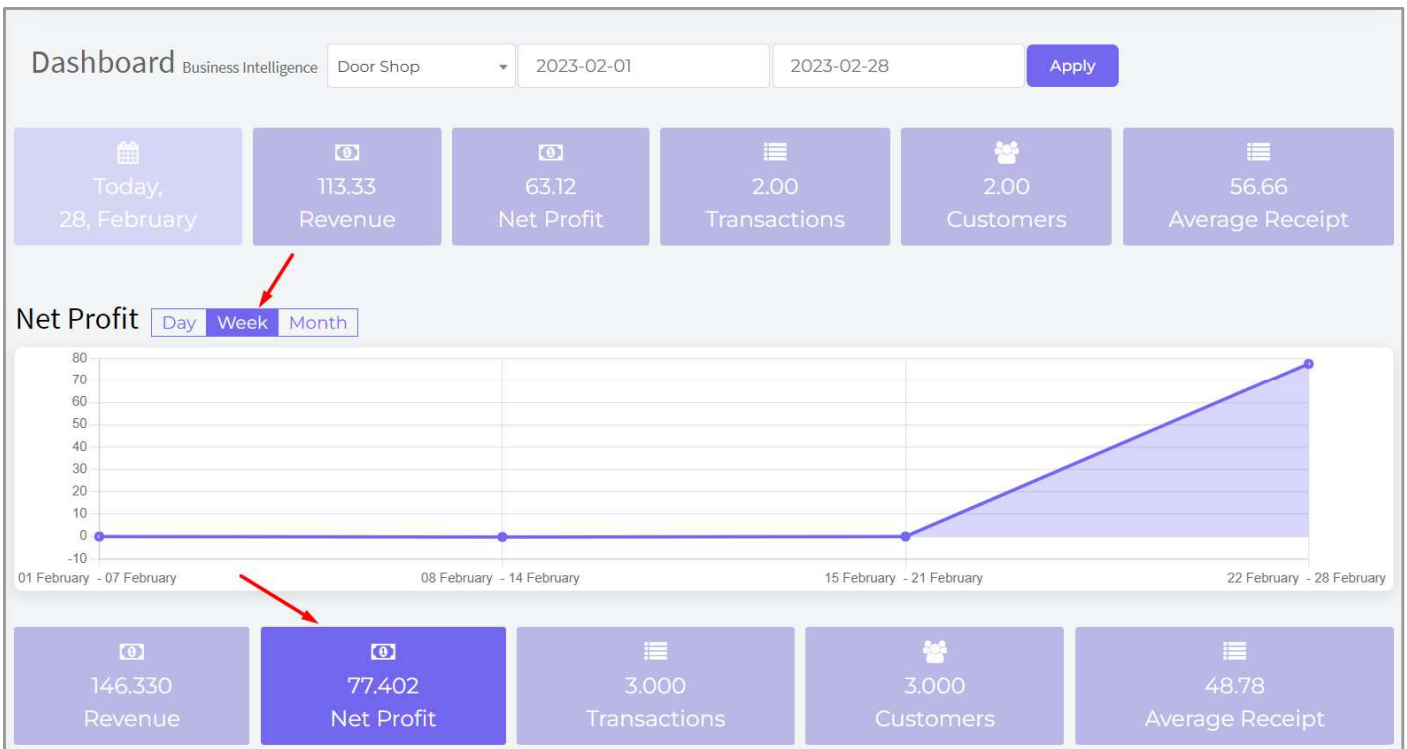 Dashboard Business Intelligence Door Shop 2023-02-01 2023-02-28 Apply
Today,
28, February
113.33
Revenue
63.12
Net Profit
2.00
Transactions
2.00
Customers
56.66
Average Receipt
Net Profit Day Week Month
80
70
60
50
40
30
20
10
0
-10
01 February - 07 February 08 February - 14 February 15 February - 21 February 22 February - 28 February
146.330
Revenue
77.402
Net Profit
3.000
Transactions
3.000
Customers
48.78
Average Receipt